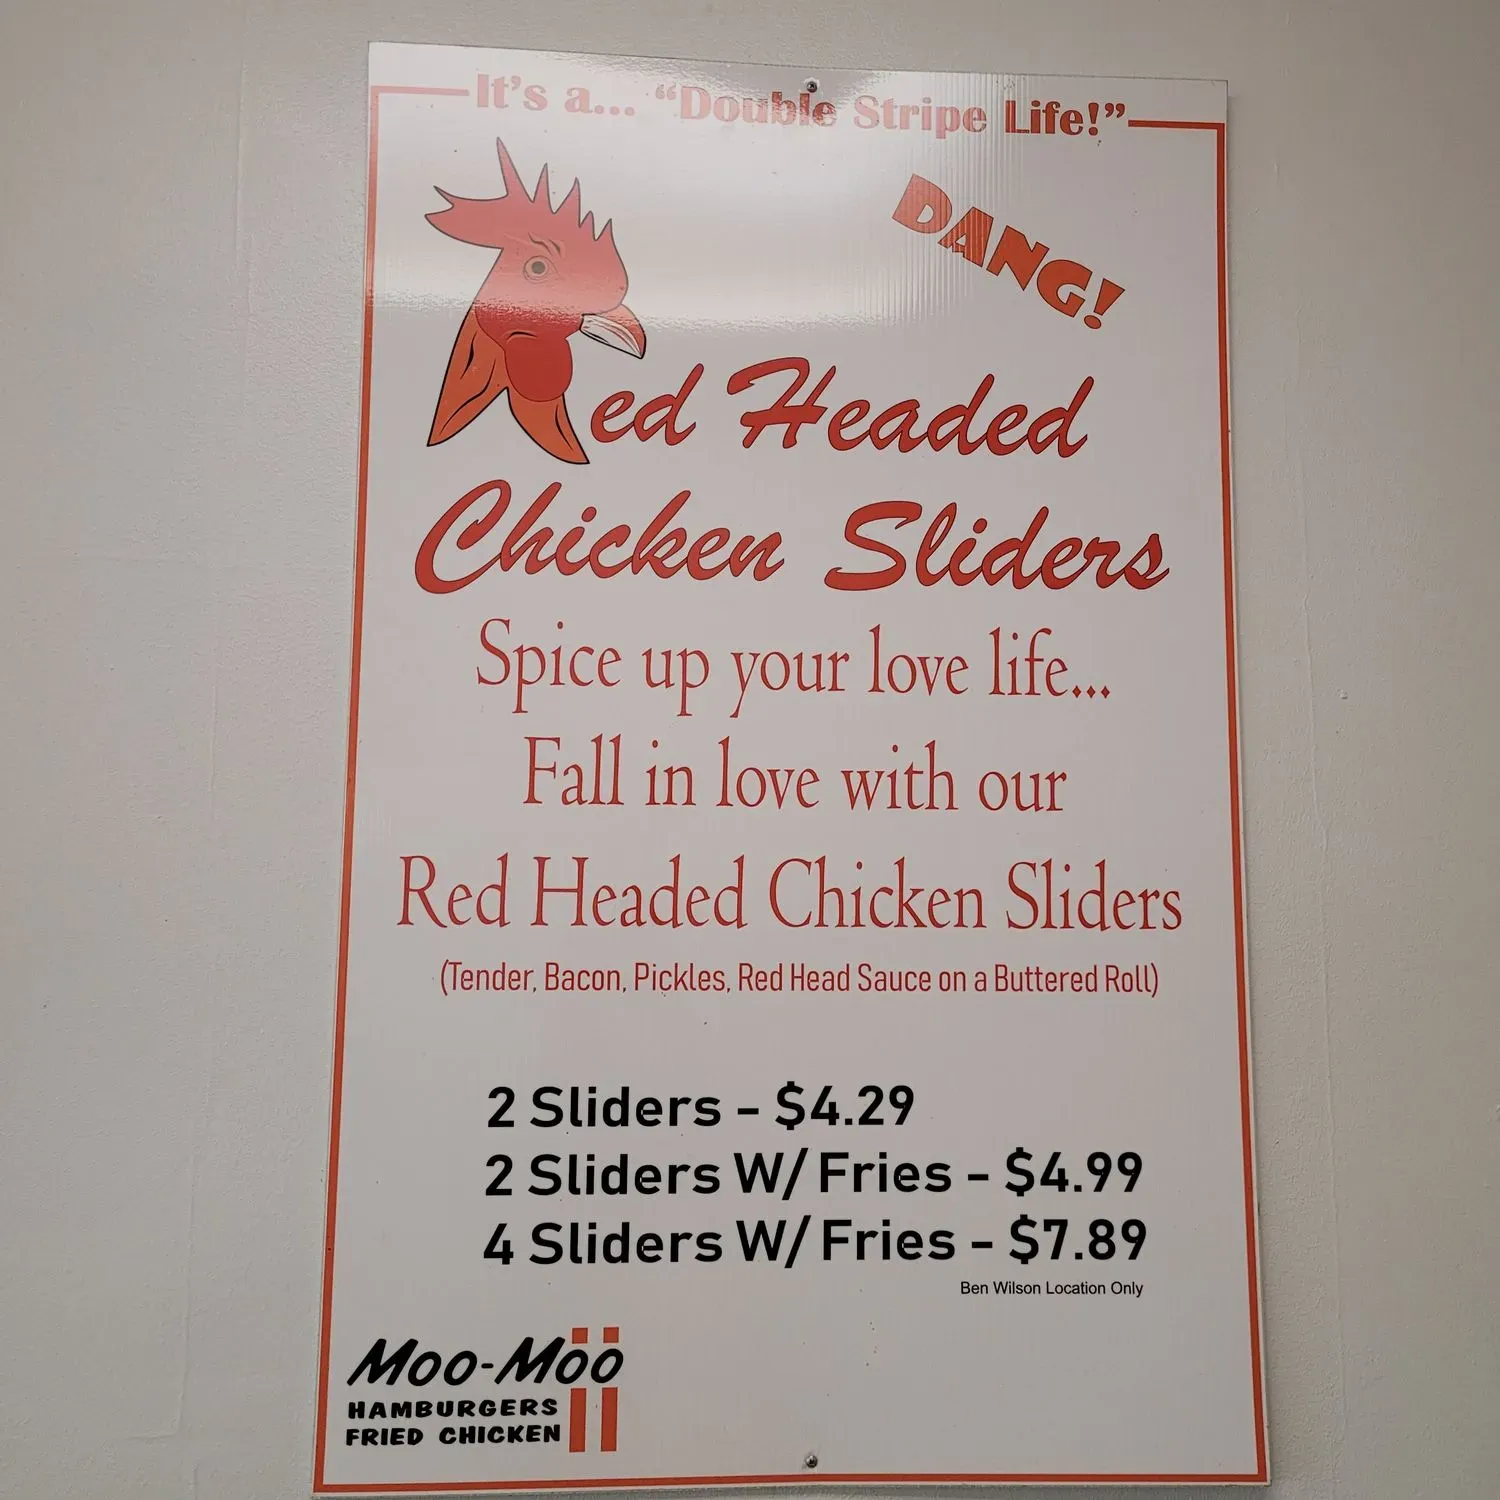 It's a... “Double Stripe Life!”
DANG!
Red Headed
Chicken Sliders
Spice up your love life...
Fall in love with our
Red Headed Chicken Sliders
(Tender, Bacon, Pickles, Red Head Sauce on a Buttered Roll)
2 Sliders - $4.29
2 Sliders W/ Fries - $4.99
4 Sliders W/ Fries - $7.89
Ben Wilson Location Only
Moo-Moo
HAMBURGERS
FRIED CHICKEN